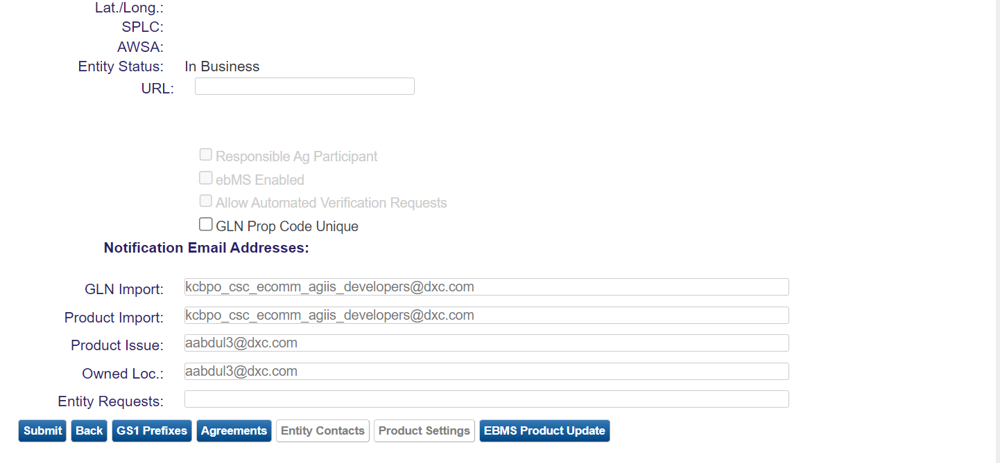 Lat./Long.:
SPLC:
AWSA:
Entity Status: In Business
URL:
Responsible Ag Participant
ebMS Enabled
Allow Automated Verification Requests
GLN Prop Code Unique
Notification Email Addresses:
GLN Import: kcbpo_csc_ecomm_agiis_developers@dxc.com
Product Import: kcbpo_csc_ecomm_agiis_developers@dxc.com
Product Issue: aabdul3@dxc.com
Owned Loc.: aabdul3@dxc.com
Entity Requests:
Submit Back GS1 Prefixes Agreements Entity Contacts Product Settings EBMS Product Update